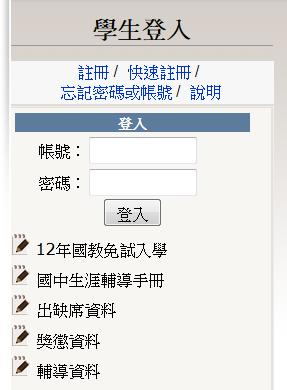 學生登入
註冊 / 快速註冊 /
忘記密碼或帳號 / 說明
登入
帳號：
密碼：
登入
12年國教免試入學
國中生涯輔導手冊
出缺席資料
獎懲資料
輔導資料